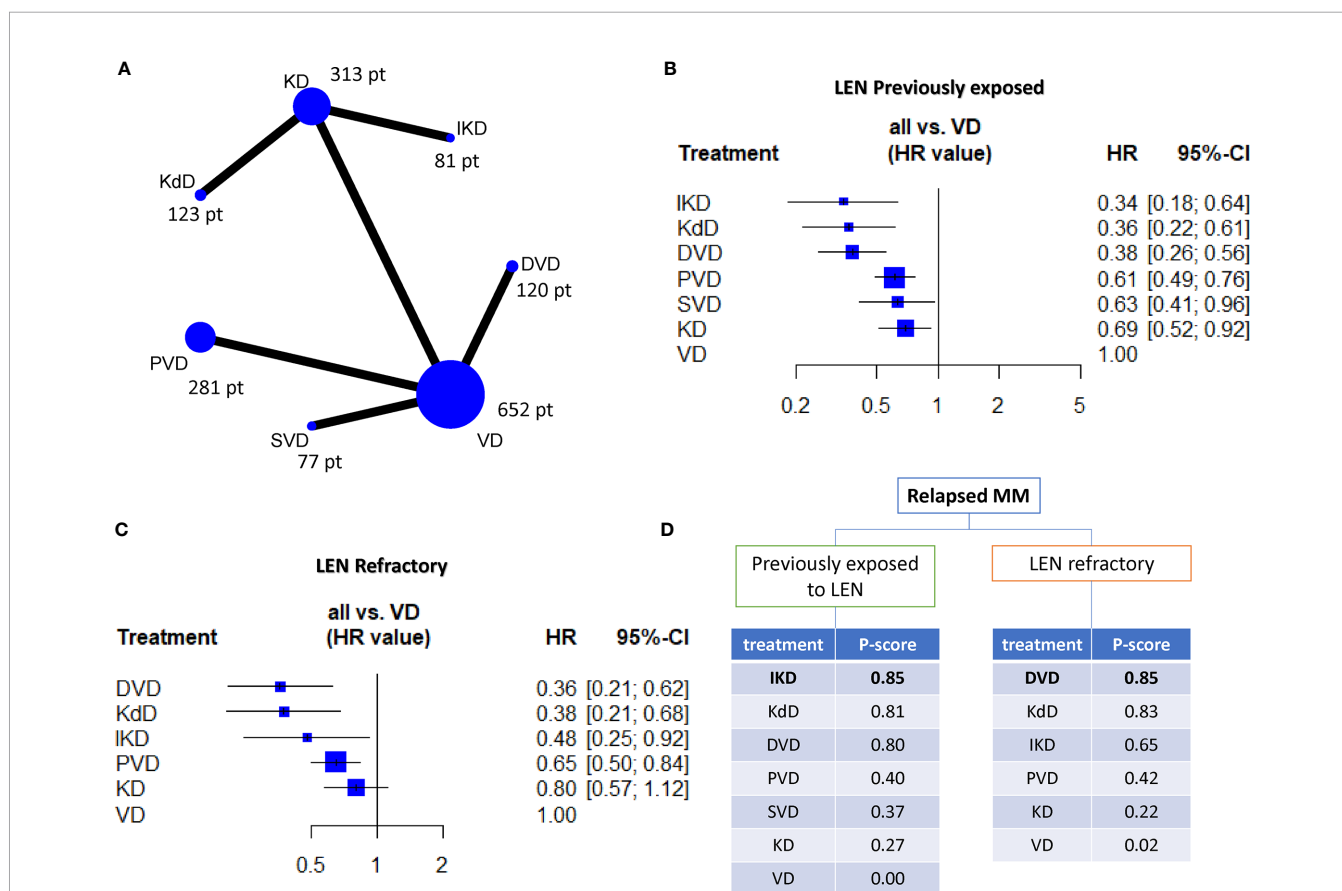 A
KD
313 pt
IKD
81 pt
KdD
123 pt
DVD
120 pt
PVD
281 pt
652 pt
VD
SVD
77 pt
B
LEN Previously exposed
all vs. VD
Treatment (HR value) HR 95%-CI
IKD 0.34 [0.18; 0.64]
KdD 0.36 [0.22; 0.61]
DVD 0.38 [0.26; 0.56]
PVD 0.61 [0.49; 0.76]
SVD 0.63 [0.41; 0.96]
KD 0.69 [0.52; 0.92]
VD 1.00
0.2 0.5 1 2 5
C
LEN Refractory
all vs. VD
Treatment (HR value) HR 95%-CI
DVD 0.36 [0.21; 0.62]
KdD 0.38 [0.21; 0.68]
IKD 0.48 [0.25; 0.92]
PVD 0.65 [0.50; 0.84]
KD 0.80 [0.57; 1.12]
VD 1.00
0.5 1 2
D
Relapsed MM
Previously exposed
to LEN
treatment P-score
IKD 0.85
KdD 0.81
DVD 0.80
PVD 0.40
SVD 0.37
KD 0.27
VD 0.00
LEN refractory
treatment P-score
DVD 0.85
KdD 0.83
IKD 0.65
PVD 0.42
KD 0.22
VD 0.02